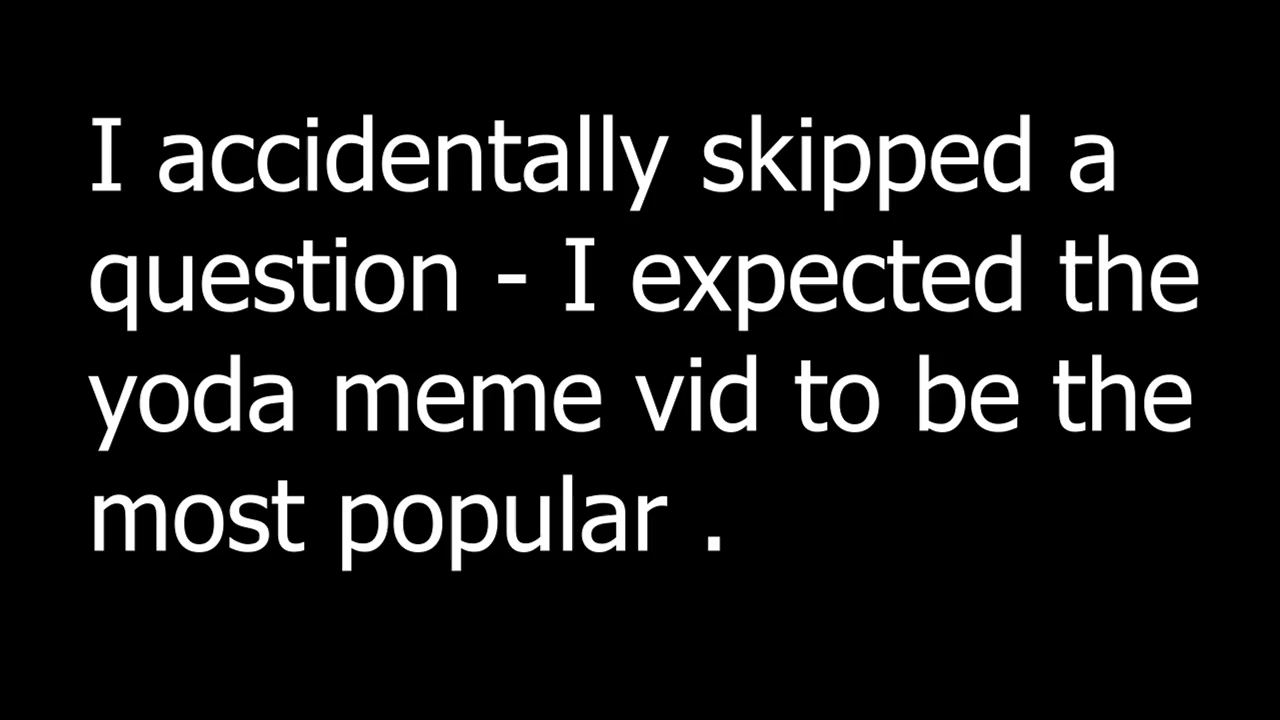 I accidentally skipped a
question - I expected the
yoda meme vid to be the
most popular .